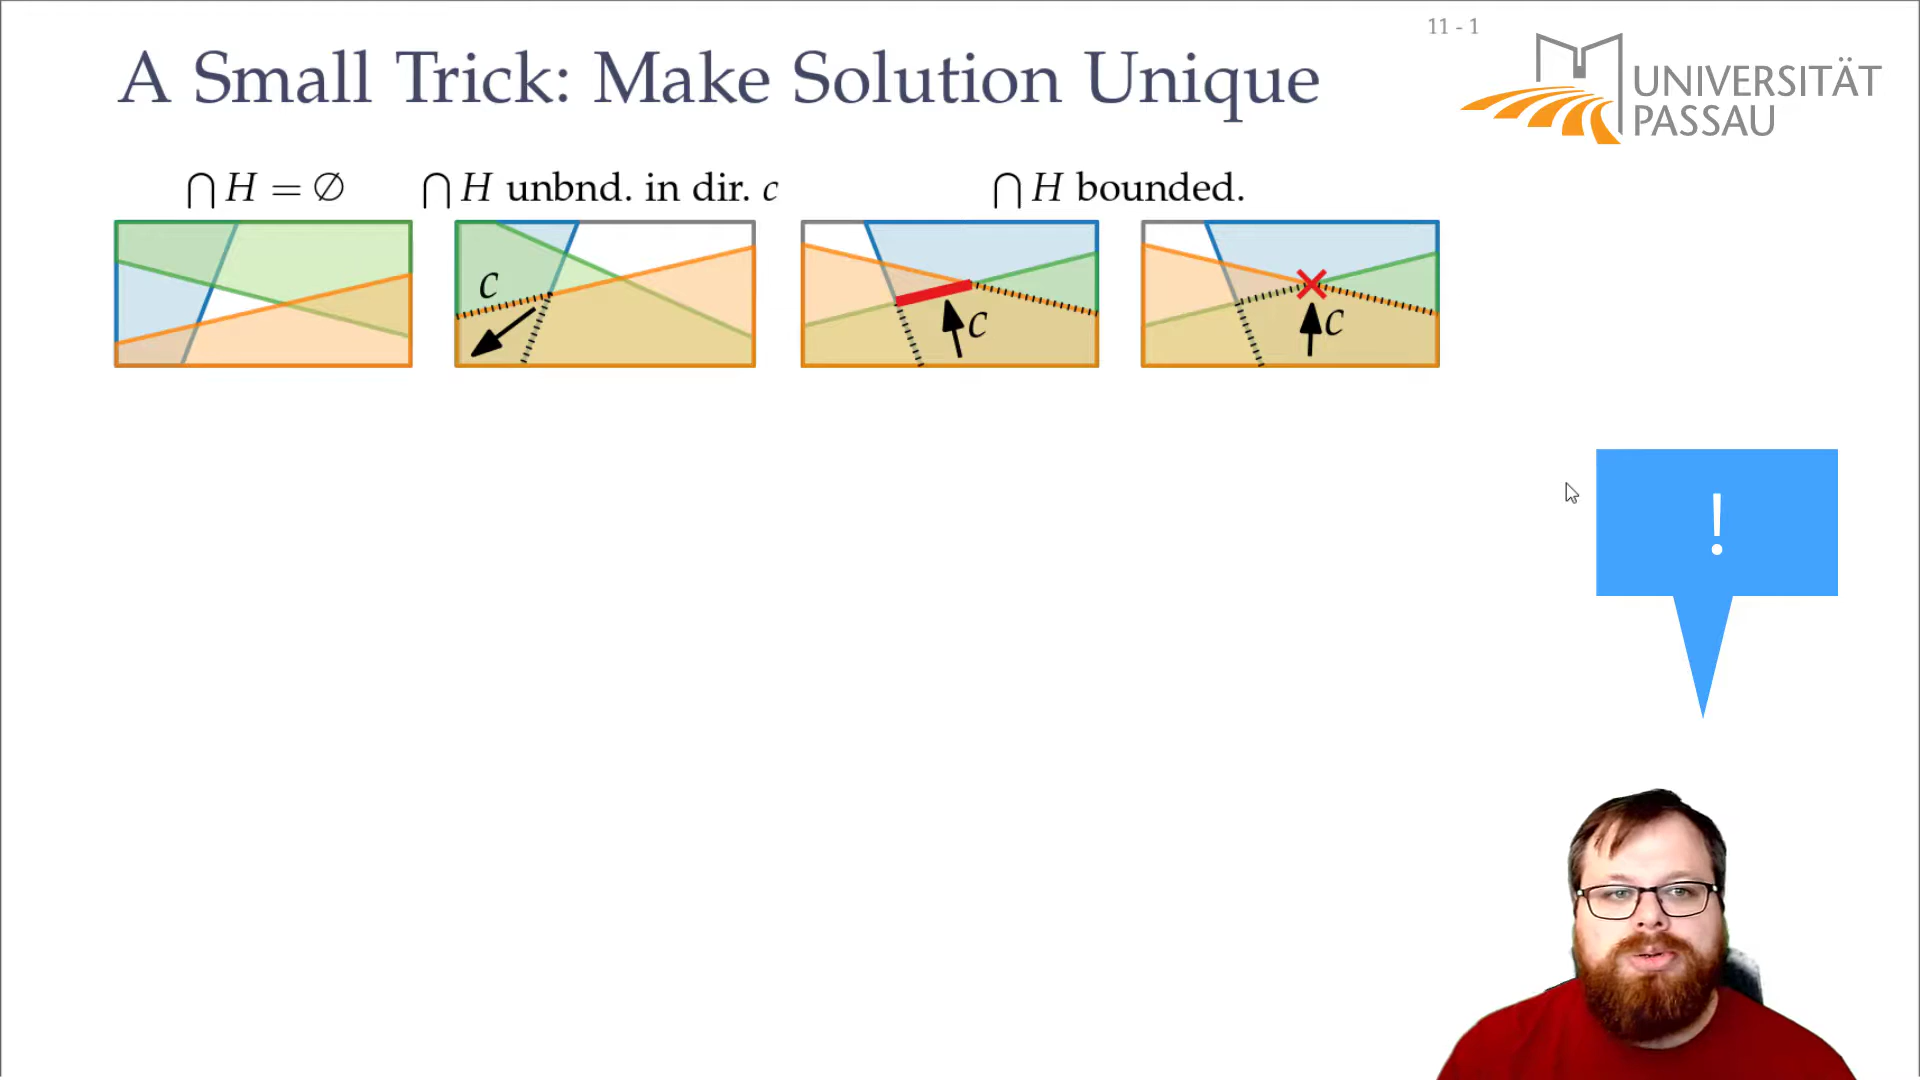 11 - 1
A Small Trick: Make Solution Unique
UNIVERSITÄT
PASSAU
⋂ H = ∅
⋂ H unbnd. in dir. c
⋂ H bounded.
c
c
c
!